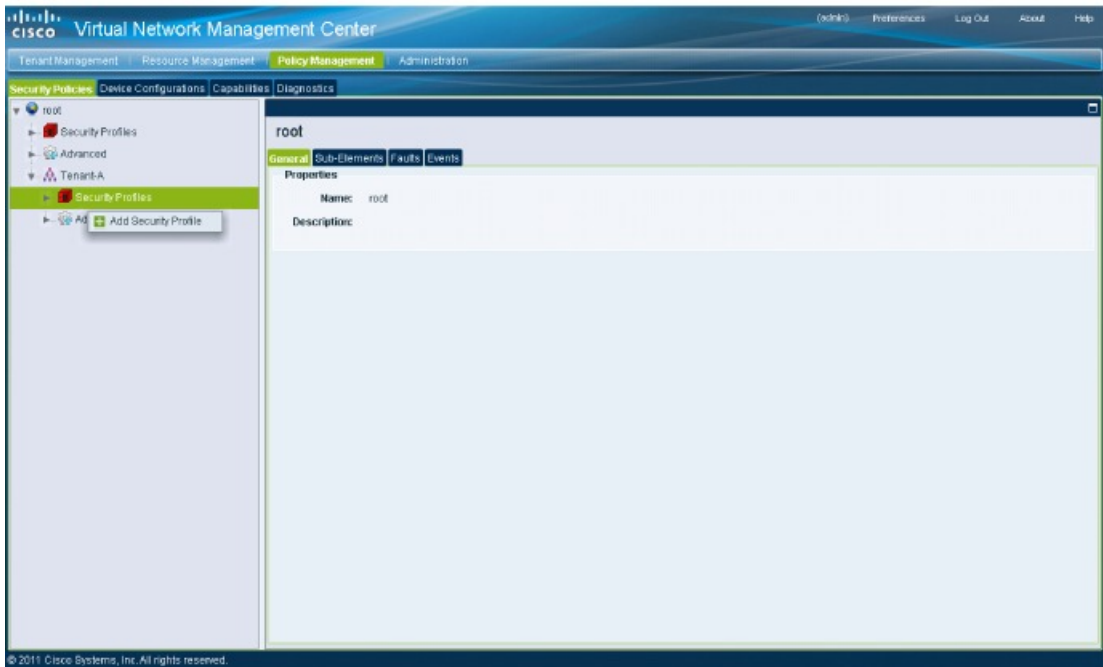 CISCO Virtual Network Management Center
(admin) Preferences Log Out About Help
Tenant Management | Resource Management | Policy Management | Administration
Security Policies Device Configurations Capabilities Diagnostics
root
Security Profiles
Advanced
Tenant-A
Security Profiles
Ad
Add Security Profile
root
General Sub-Elements Faults Events
Properties
Name: root
Description:
© 2011 Cisco Systems, Inc. All rights reserved.